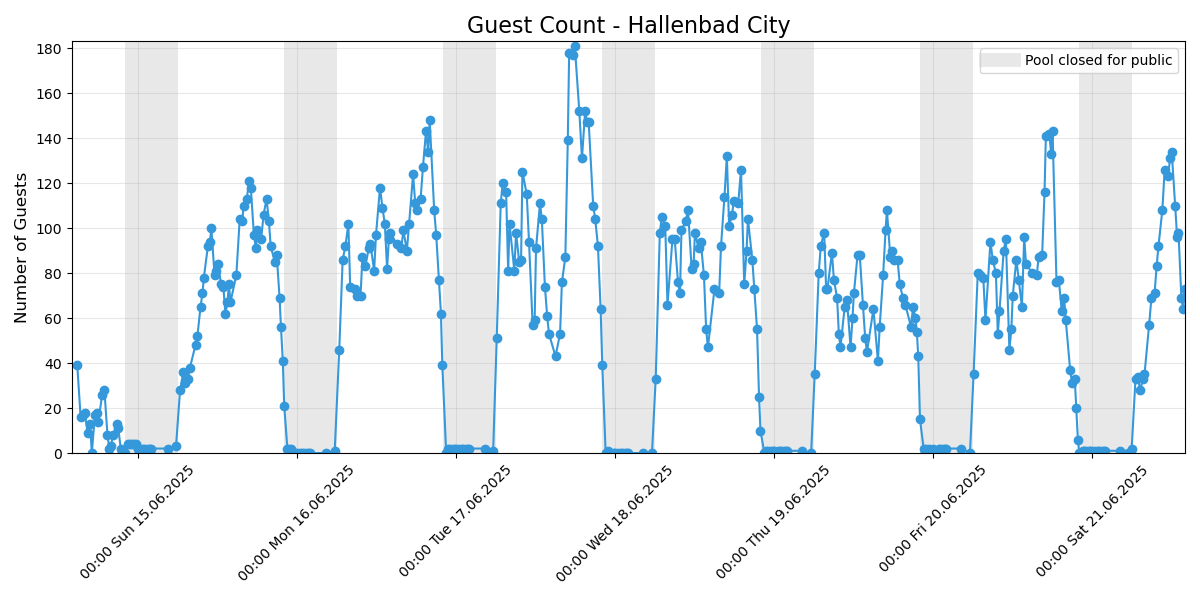 Guest Count - Hallenbad City
Pool closed for public
Number of Guests
180
160
140
120
100
80
60
40
20
0
00:00 Sun 15.06.2025
00:00 Mon 16.06.2025
00:00 Tue 17.06.2025
00:00 Wed 18.06.2025
00:00 Thu 19.06.2025
00:00 Fri 20.06.2025
00:00 Sat 21.06.2025